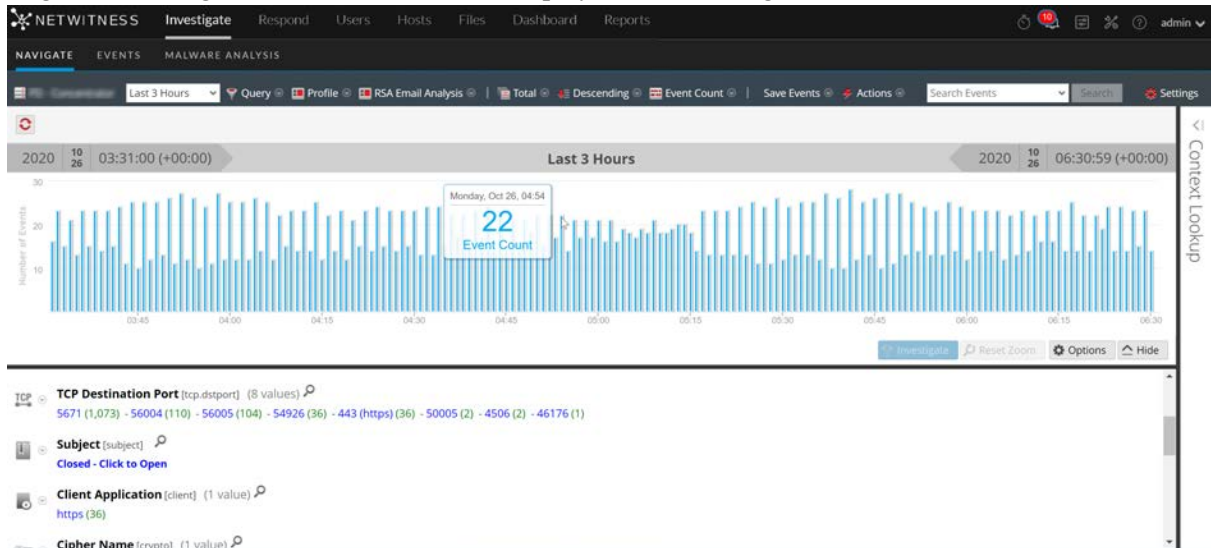 NETWITNESS Investigate Respond Users Hosts Files Dashboard Reports 10 admin
NAVIGATE EVENTS MALWARE ANALYSIS
Last 3 Hours Query Profile RSA Email Analysis | Total Descending Event Count | Save Events Actions Search Events Search Settings
2020 10 26 03:31:00 (+00:00) Last 3 Hours 2020 10 26 06:30:59 (+00:00)
Context Lookup
30
20
10
Number of Events
Monday, Oct 26, 04:54
22
Event Count
03:45 04:00 04:15 04:30 04:45 05:00 05:15 05:30 05:45 06:00 06:15 06:30
Investigate Reset Zoom Options Hide
TCP TCP Destination Port [tcp.dstport] (8 values)
5671 (1,073) - 56004 (110) - 56005 (104) - 54926 (36) - 443 (https) (36) - 50005 (2) - 4506 (2) - 46176 (1)
Subject [subject]
Closed - Click to Open
Client Application [client] (1 value)
https (36)
Cipher Name [crypto] (1 value)